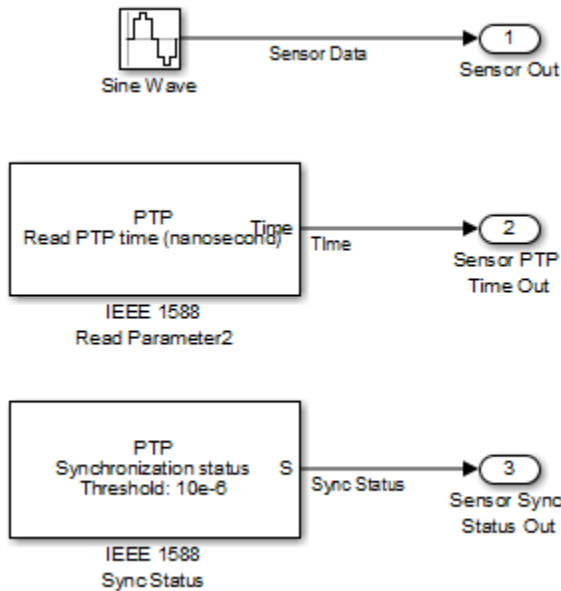 Sensor Data
1
Sine Wave
Sensor Out
PTP
Read PTP time (nanosecond)
Time
TIme
2
Sensor PTP
Time Out
IEEE 1588
Read Parameter2
PTP
Synchronization status
Threshold: 10e-6
S
Sync Status
3
Sensor Sync
Status Out
IEEE 1588
Sync Status